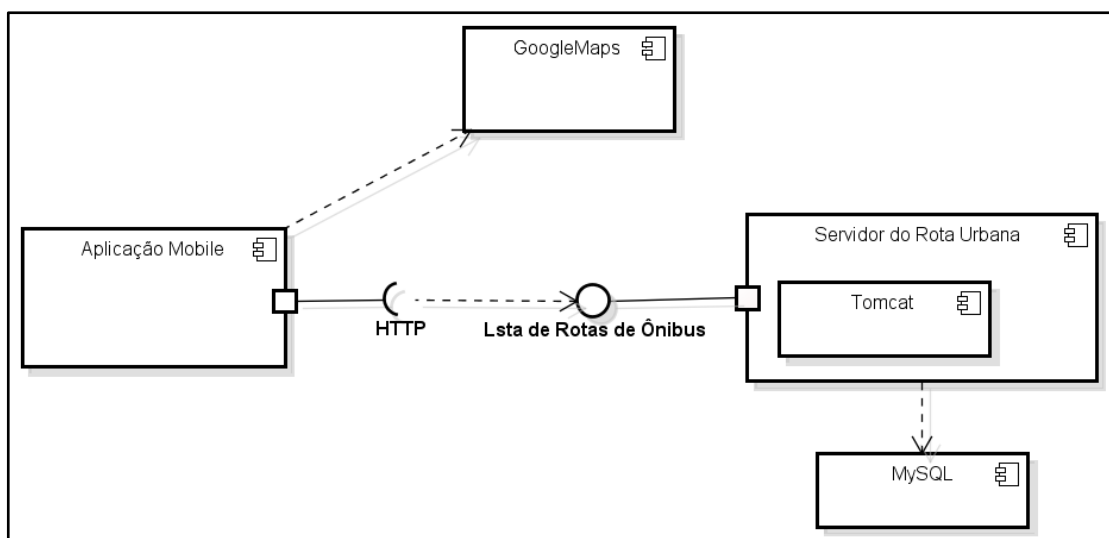 GoogleMaps
Aplicação Mobile
Servidor do Rota Urbana
Tomcat
HTTP
Lsta de Rotas de Ônibus
MySQL